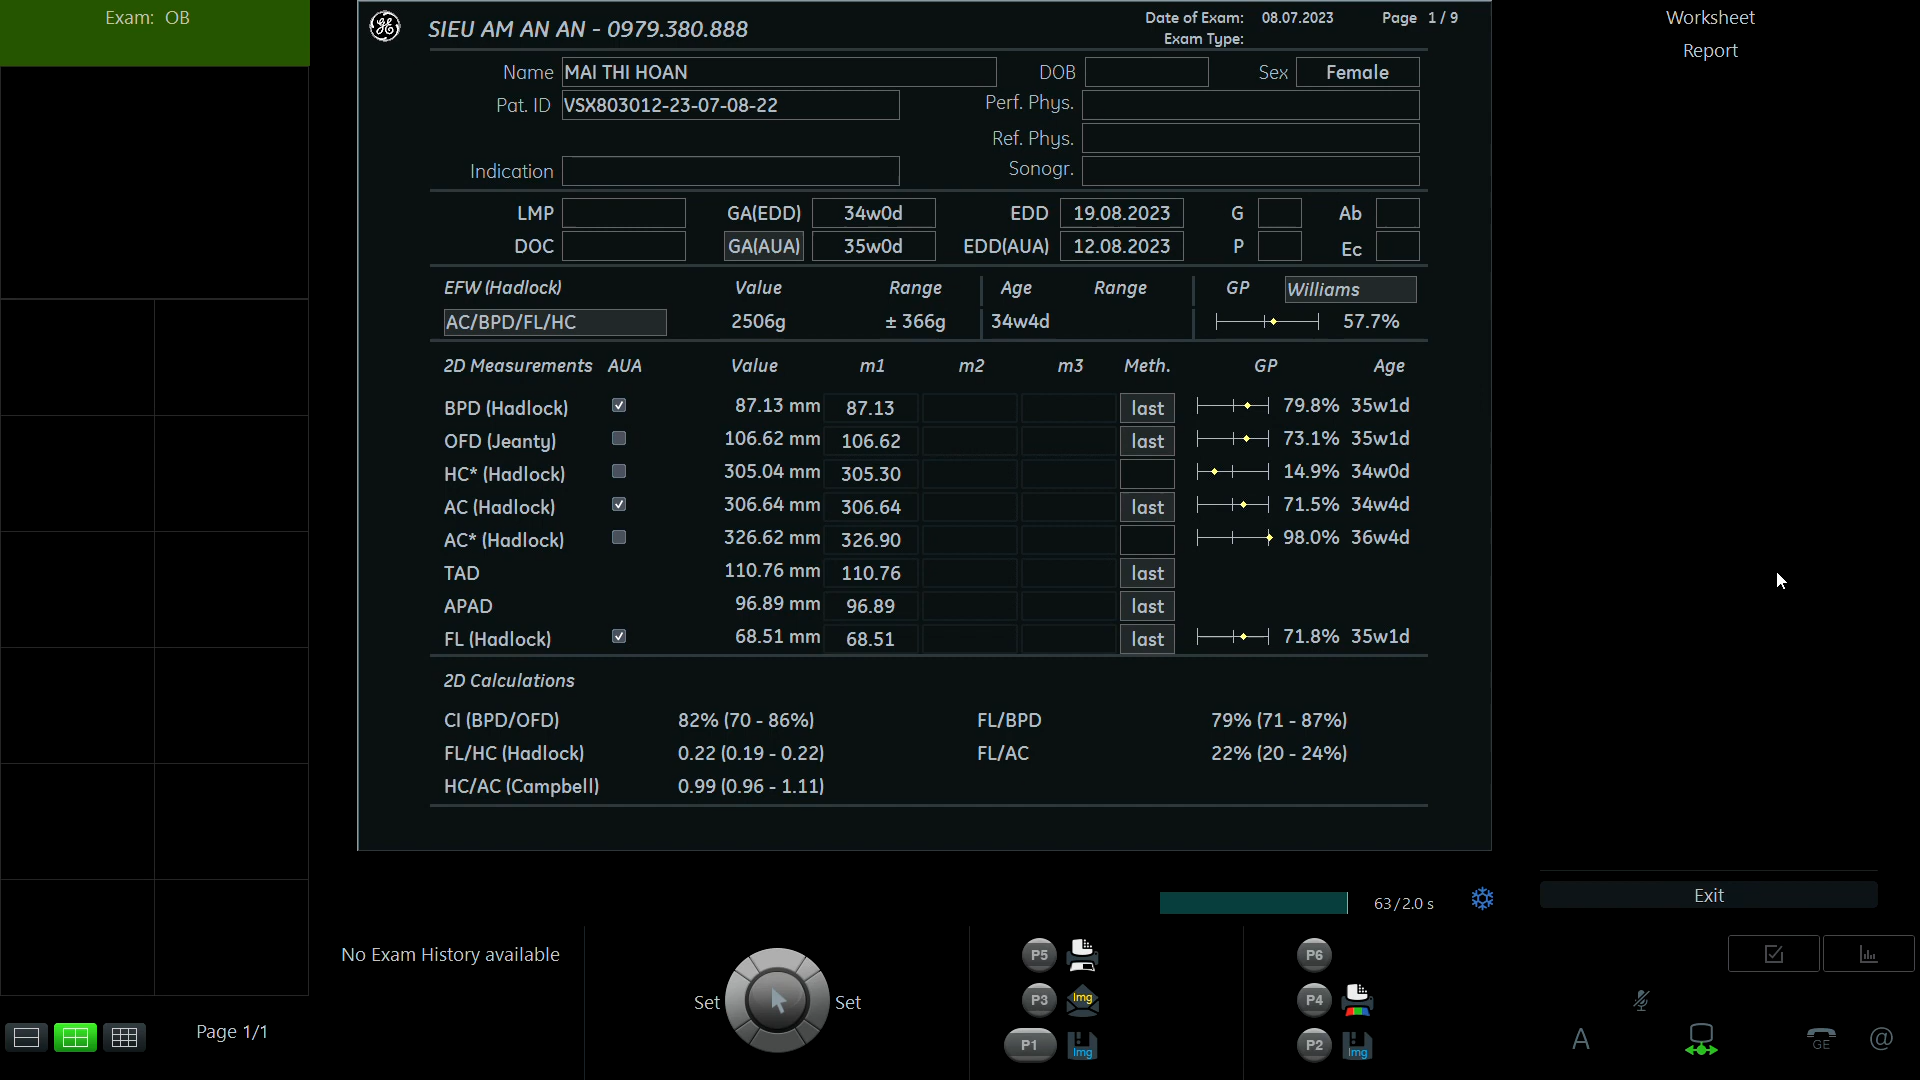 Exam: OB
SIEU AM AN AN - 0979.380.888
Date of Exam: 08.07.2023 Page 1 / 9
Exam Type:
Worksheet
Report
Name MAI THI HOAN DOB Sex Female
Pat. ID VSX803012-23-07-08-22 Perf. Phys.
Ref. Phys.
Indication Sonogr.
LMP GA(EDD) 34w0d EDD 19.08.2023 G Ab
DOC GA(AUA) 35w0d EDD(AUA) 12.08.2023 P Ec
EFW (Hadlock) Value Range Age Range GP Williams
AC/BPD/FL/HC 2506g ± 366g 34w4d 57.7%
2D Measurements AUA Value m1 m2 m3 Meth. GP Age
BPD (Hadlock) 87.13 mm 87.13 last 79.8% 35w1d
OFD (Jeanty) 106.62 mm 106.62 last 73.1% 35w1d
HC* (Hadlock) 305.04 mm 305.30 14.9% 34w0d
AC (Hadlock) 306.64 mm 306.64 last 71.5% 34w4d
AC* (Hadlock) 326.62 mm 326.90 98.0% 36w4d
TAD 110.76 mm 110.76 last
APAD 96.89 mm 96.89 last
FL (Hadlock) 68.51 mm 68.51 last 71.8% 35w1d
2D Calculations
CI (BPD/OFD) 82% (70 - 86%) FL/BPD 79% (71 - 87%)
FL/HC (Hadlock) 0.22 (0.19 - 0.22) FL/AC 22% (20 - 24%)
HC/AC (Campbell) 0.99 (0.96 - 1.11)
63 / 2.0 s
Exit
No Exam History available
P5 P6
Set Set P3 Img P4
Page 1/1
P1 Img P2 Img
A GE @